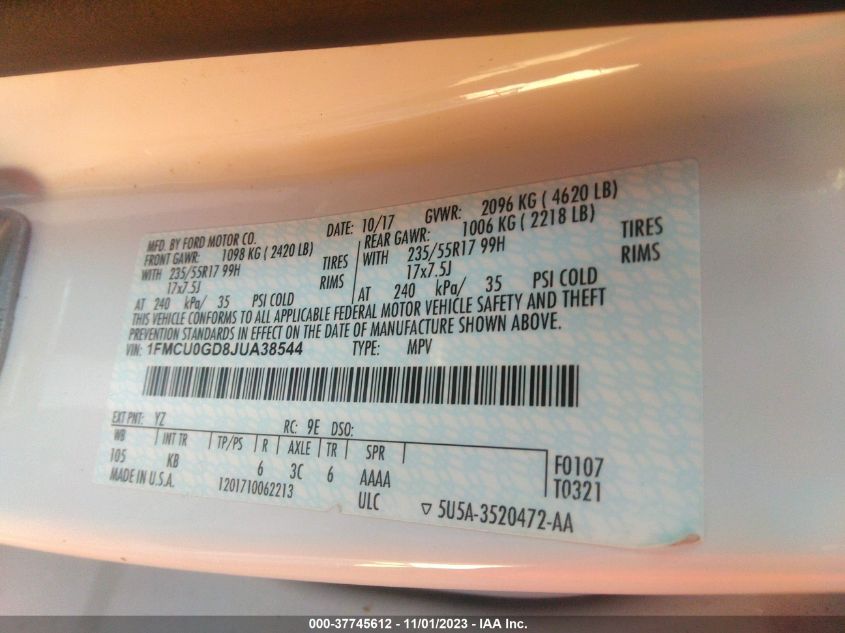 MFD. BY FORD MOTOR CO. DATE: 10/17 GVWR: 2096 KG ( 4620 LB)
FRONT GAWR: 1098 KG ( 2420 LB) REAR GAWR: 1006 KG ( 2218 LB)
WITH 235/55R17 99H TIRES WITH 235/55R17 99H TIRES
17x7.5J RIMS 17x7.5J RIMS
AT 240 kPa/ 35 PSI COLD AT 240 kPa/ 35 PSI COLD
THIS VEHICLE CONFORMS TO ALL APPLICABLE FEDERAL MOTOR VEHICLE SAFETY AND THEFT
PREVENTION STANDARDS IN EFFECT ON THE DATE OF MANUFACTURE SHOWN ABOVE.
VIN: 1FMCU0GD8JUA38544 TYPE: MPV
EXT PNT: YZ RC: 9E DSO:
WB INT TR TP/PS R AXLE TR SPR
105 KB 6 3C 6 AAAA F0107
MADE IN U.S.A. 1201710062213 ULC T0321
▽ 5U5A-3520472-AA
000-37745612 - 11/01/2023 - IAA Inc.